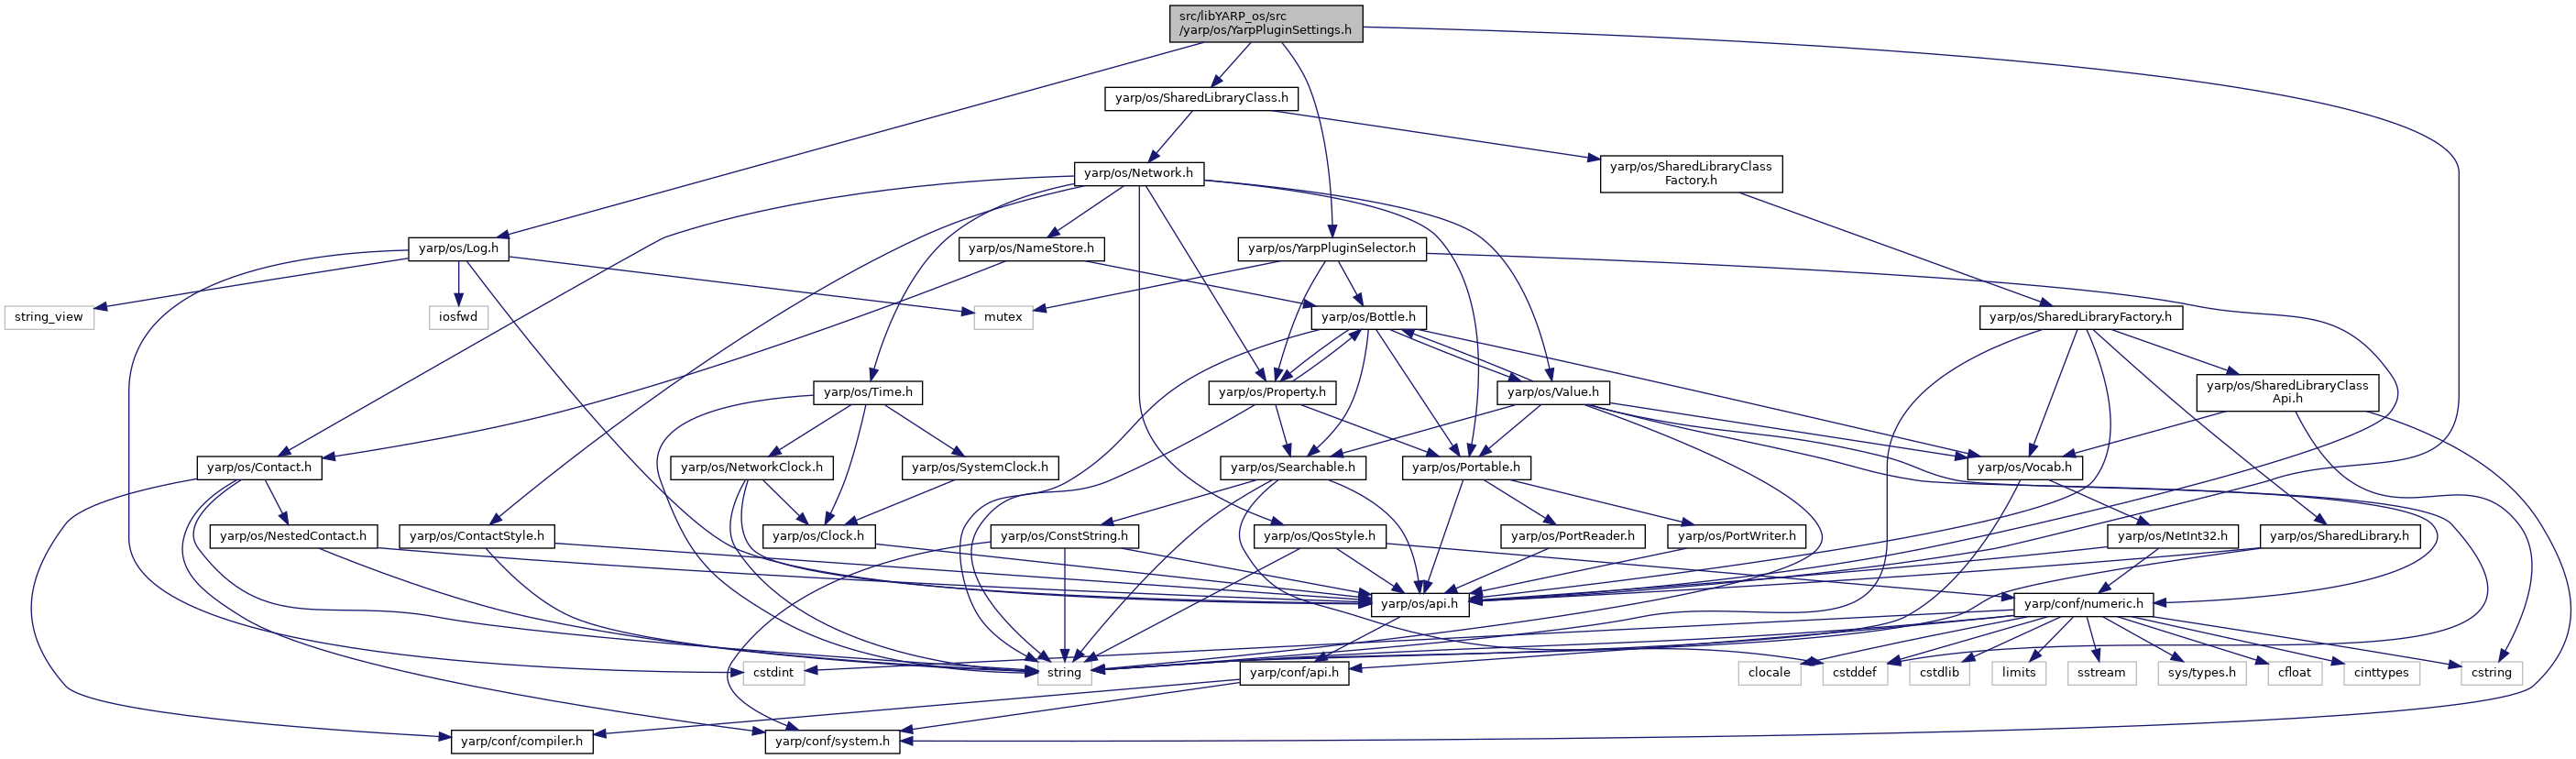 src/libYARP_os/src
/yarp/os/YarpPluginSettings.h
yarp/os/SharedLibraryClass.h
yarp/os/Network.h
yarp/os/SharedLibraryClass
Factory.h
yarp/os/Log.h
yarp/os/NameStore.h
yarp/os/YarpPluginSelector.h
string_view
iosfwd
mutex
yarp/os/Bottle.h
yarp/os/SharedLibraryFactory.h
yarp/os/Time.h
yarp/os/Property.h
yarp/os/Value.h
yarp/os/SharedLibraryClass
Api.h
yarp/os/Contact.h
yarp/os/NetworkClock.h
yarp/os/SystemClock.h
yarp/os/Searchable.h
yarp/os/Portable.h
yarp/os/Vocab.h
yarp/os/NestedContact.h
yarp/os/ContactStyle.h
yarp/os/Clock.h
yarp/os/ConstString.h
yarp/os/QosStyle.h
yarp/os/PortReader.h
yarp/os/PortWriter.h
yarp/os/NetInt32.h
yarp/os/SharedLibrary.h
yarp/os/api.h
yarp/conf/numeric.h
cstdint
string
yarp/conf/api.h
clocale
cstddef
cstdlib
limits
sstream
sys/types.h
cfloat
cinttypes
cstring
yarp/conf/compiler.h
yarp/conf/system.h